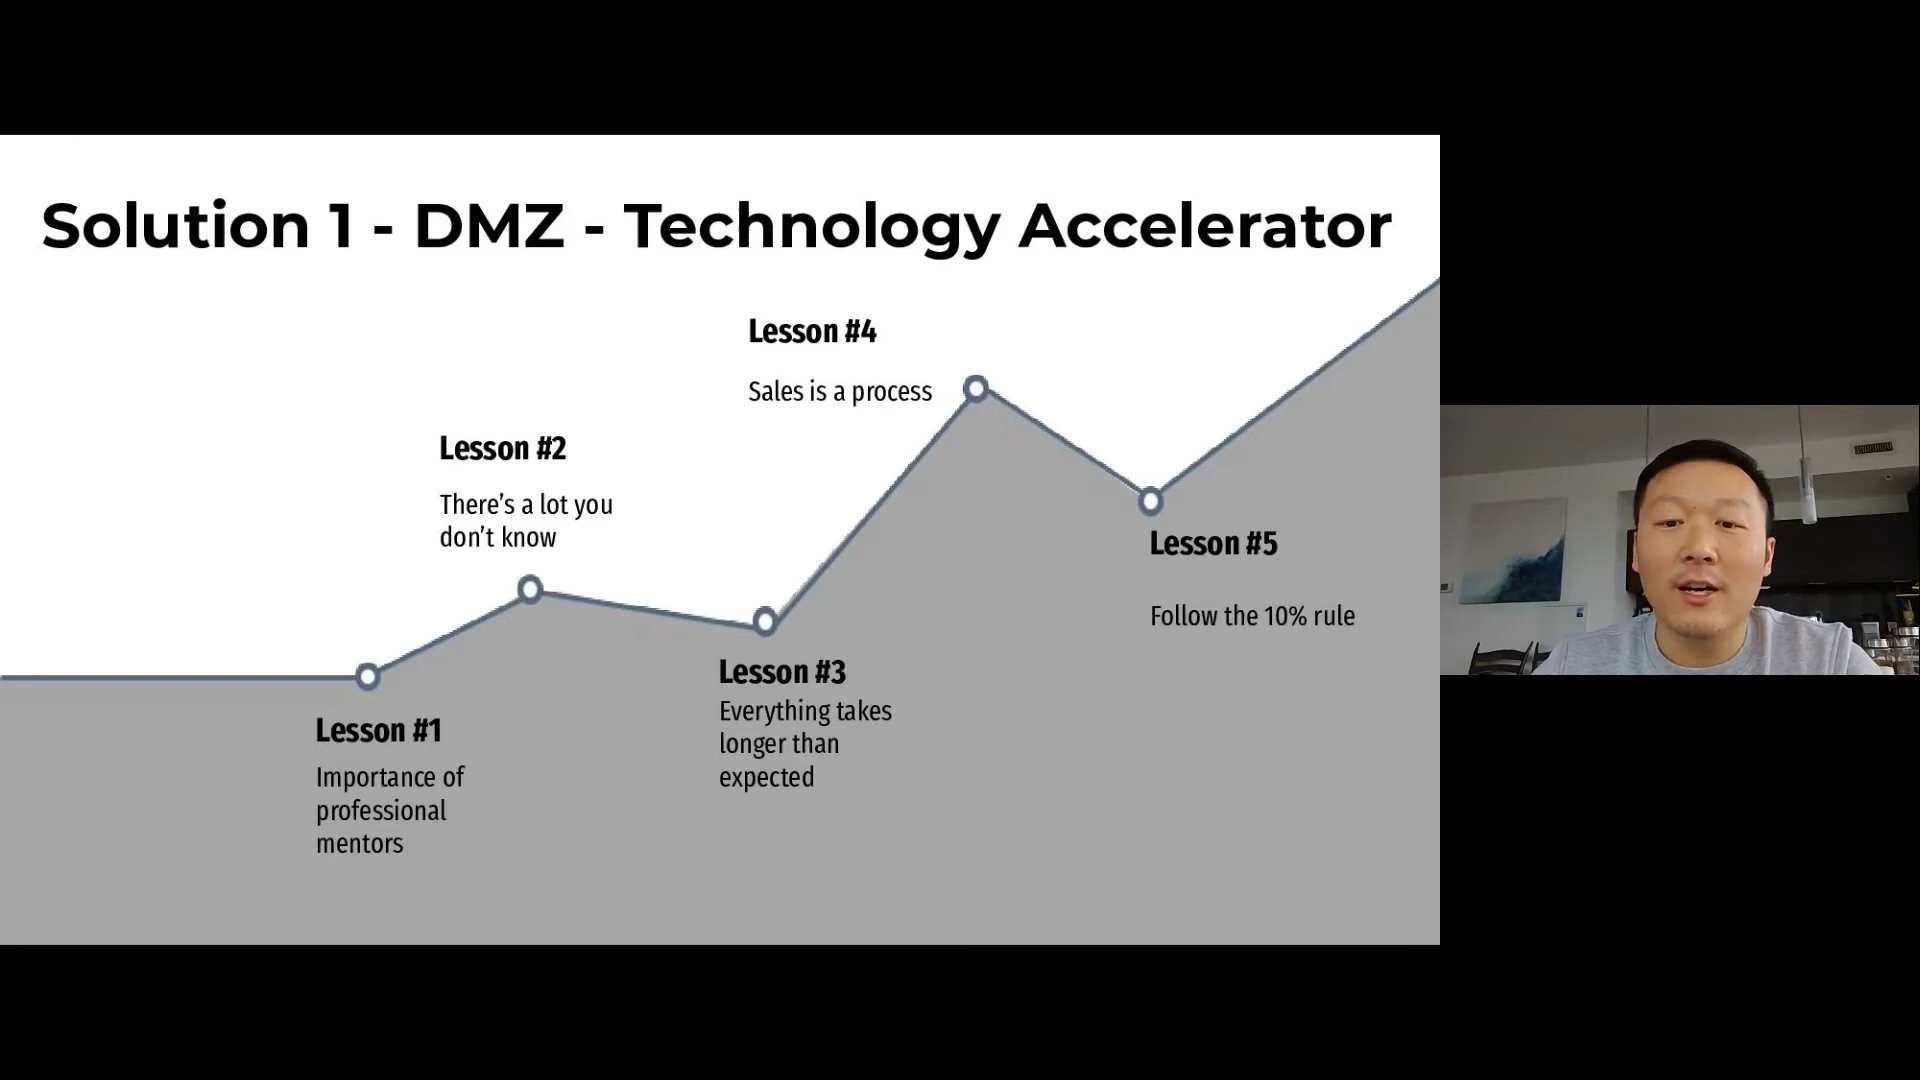 Solution 1 - DMZ - Technology Accelerator
Lesson #1
Importance of
professional
mentors
Lesson #2
There's a lot you
don't know
Lesson #3
Everything takes
longer than
expected
Lesson #4
Sales is a process
Lesson #5
Follow the 10% rule